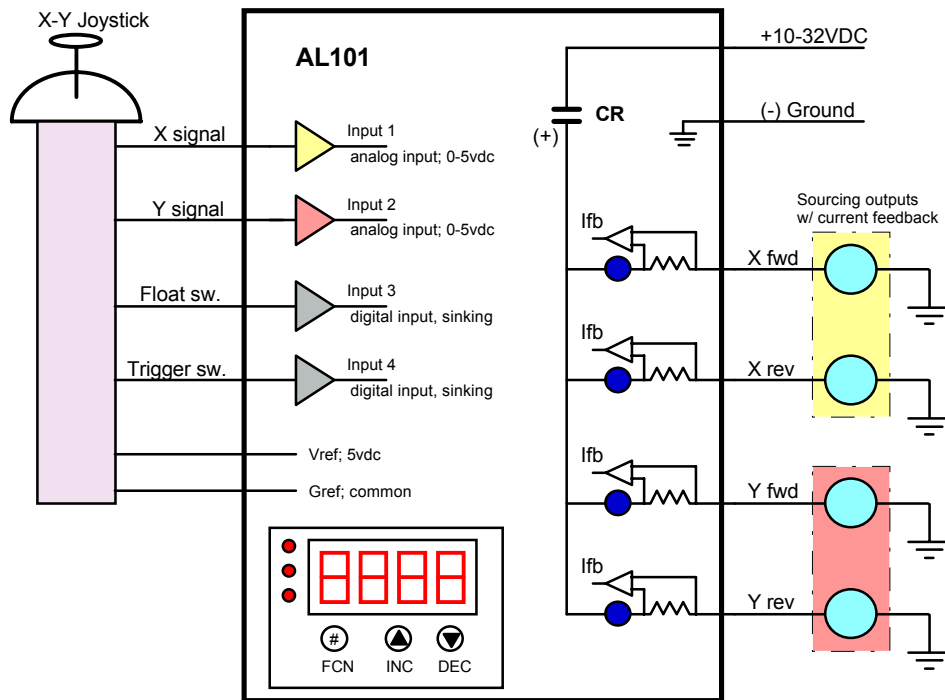 X-Y Joystick
AL101
+10-32VDC
CR
(+)
(-) Ground
X signal
Input 1
analog input; 0-5vdc
Y signal
Input 2
analog input; 0-5vdc
Ifb
Sourcing outputs
w/ current feedback
X fwd
Float sw.
Input 3
digital input, sinking
Ifb
X rev
Trigger sw.
Input 4
digital input, sinking
Vref; 5vdc
Gref; common
Ifb
Y fwd
Ifb
Y rev
8888
#
FCN
INC
DEC